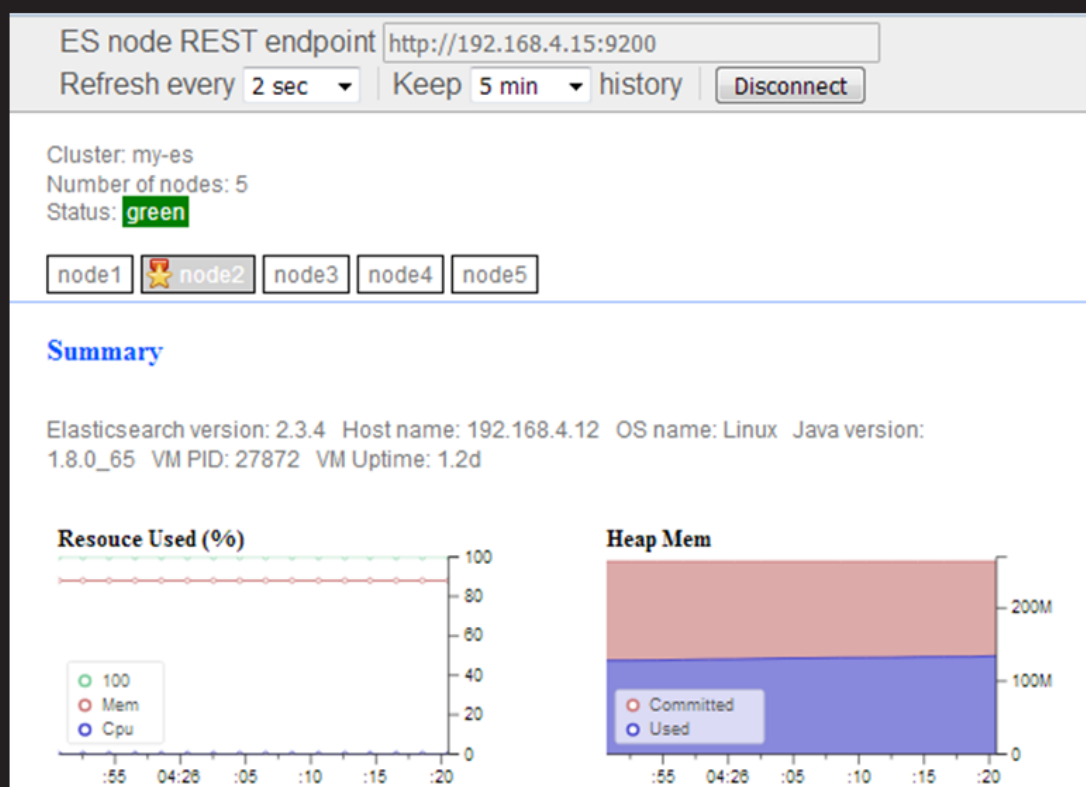 ES node REST endpoint http://192.168.4.15:9200
Refresh every 2 sec Keep 5 min history Disconnect
Cluster: my-es
Number of nodes: 5
Status: green
node1 node2 node3 node4 node5
Summary
Elasticsearch version: 2.3.4 Host name: 192.168.4.12 OS name: Linux Java version:
1.8.0_65 VM PID: 27872 VM Uptime: 1.2d
Resouce Used (%)
100
80
60
40
20
0
100
Mem
Cpu
:55 04:26 :05 :10 :15 :20
Heap Mem
200M
100M
0
Committed
Used
:55 04:26 :05 :10 :15 :20